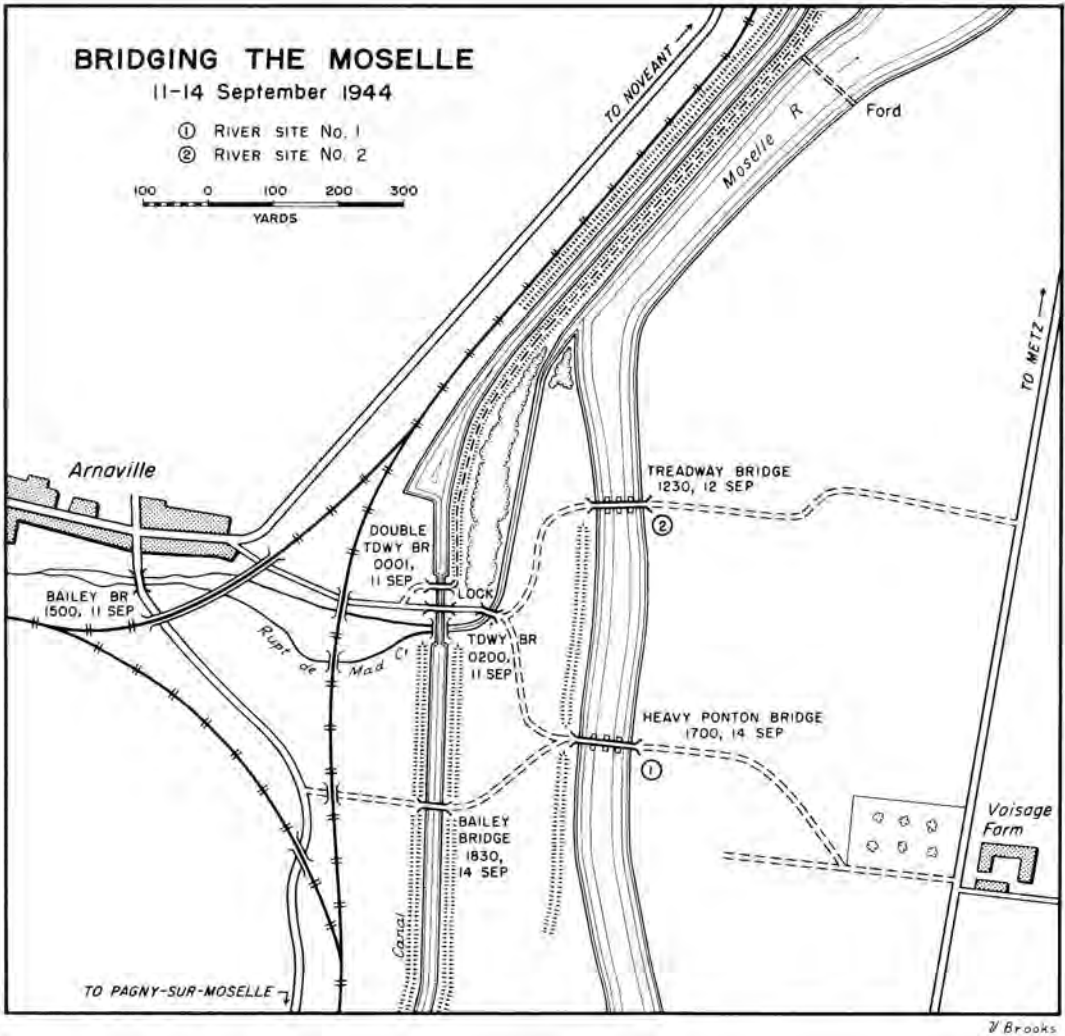 BRIDGING THE MOSELLE
11-14 September 1944
① RIVER SITE No. 1
② RIVER SITE No. 2
100 0 100 200 300
YARDS
TO NOVEANT
Ford
Moselle R
TO METZ
Arnaville
TREADWAY BRIDGE
1230, 12 SEP
②
DOUBLE
TDWY BR
0001,
11 SEP
LOCK
BAILEY BR
1500, 11 SEP
Rupt de Mad Cr
TDWY BR
0200,
11 SEP
HEAVY PONTON BRIDGE
1700, 14 SEP
①
BAILEY
BRIDGE
1830,
14 SEP
Voisage
Farm
Canal
TO PAGNY-SUR-MOSELLE
V Brooks